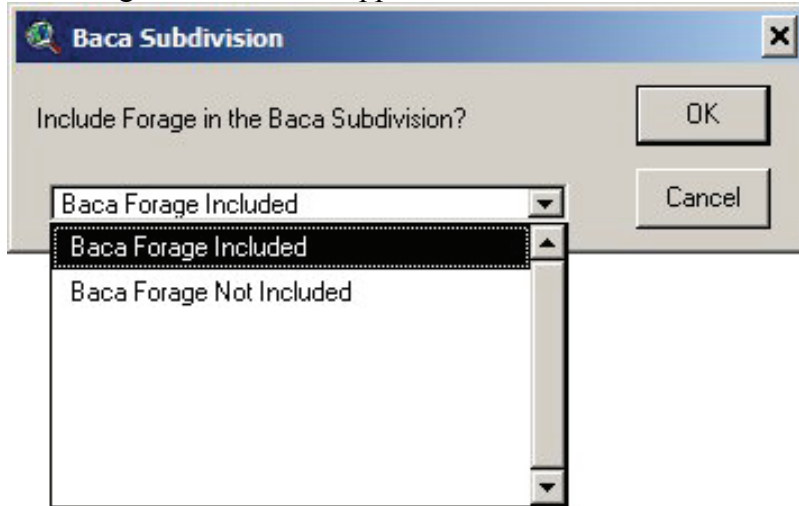 Baca Subdivision
Include Forage in the Baca Subdivision?
OK
Baca Forage Included
Cancel
Baca Forage Included
Baca Forage Not Included